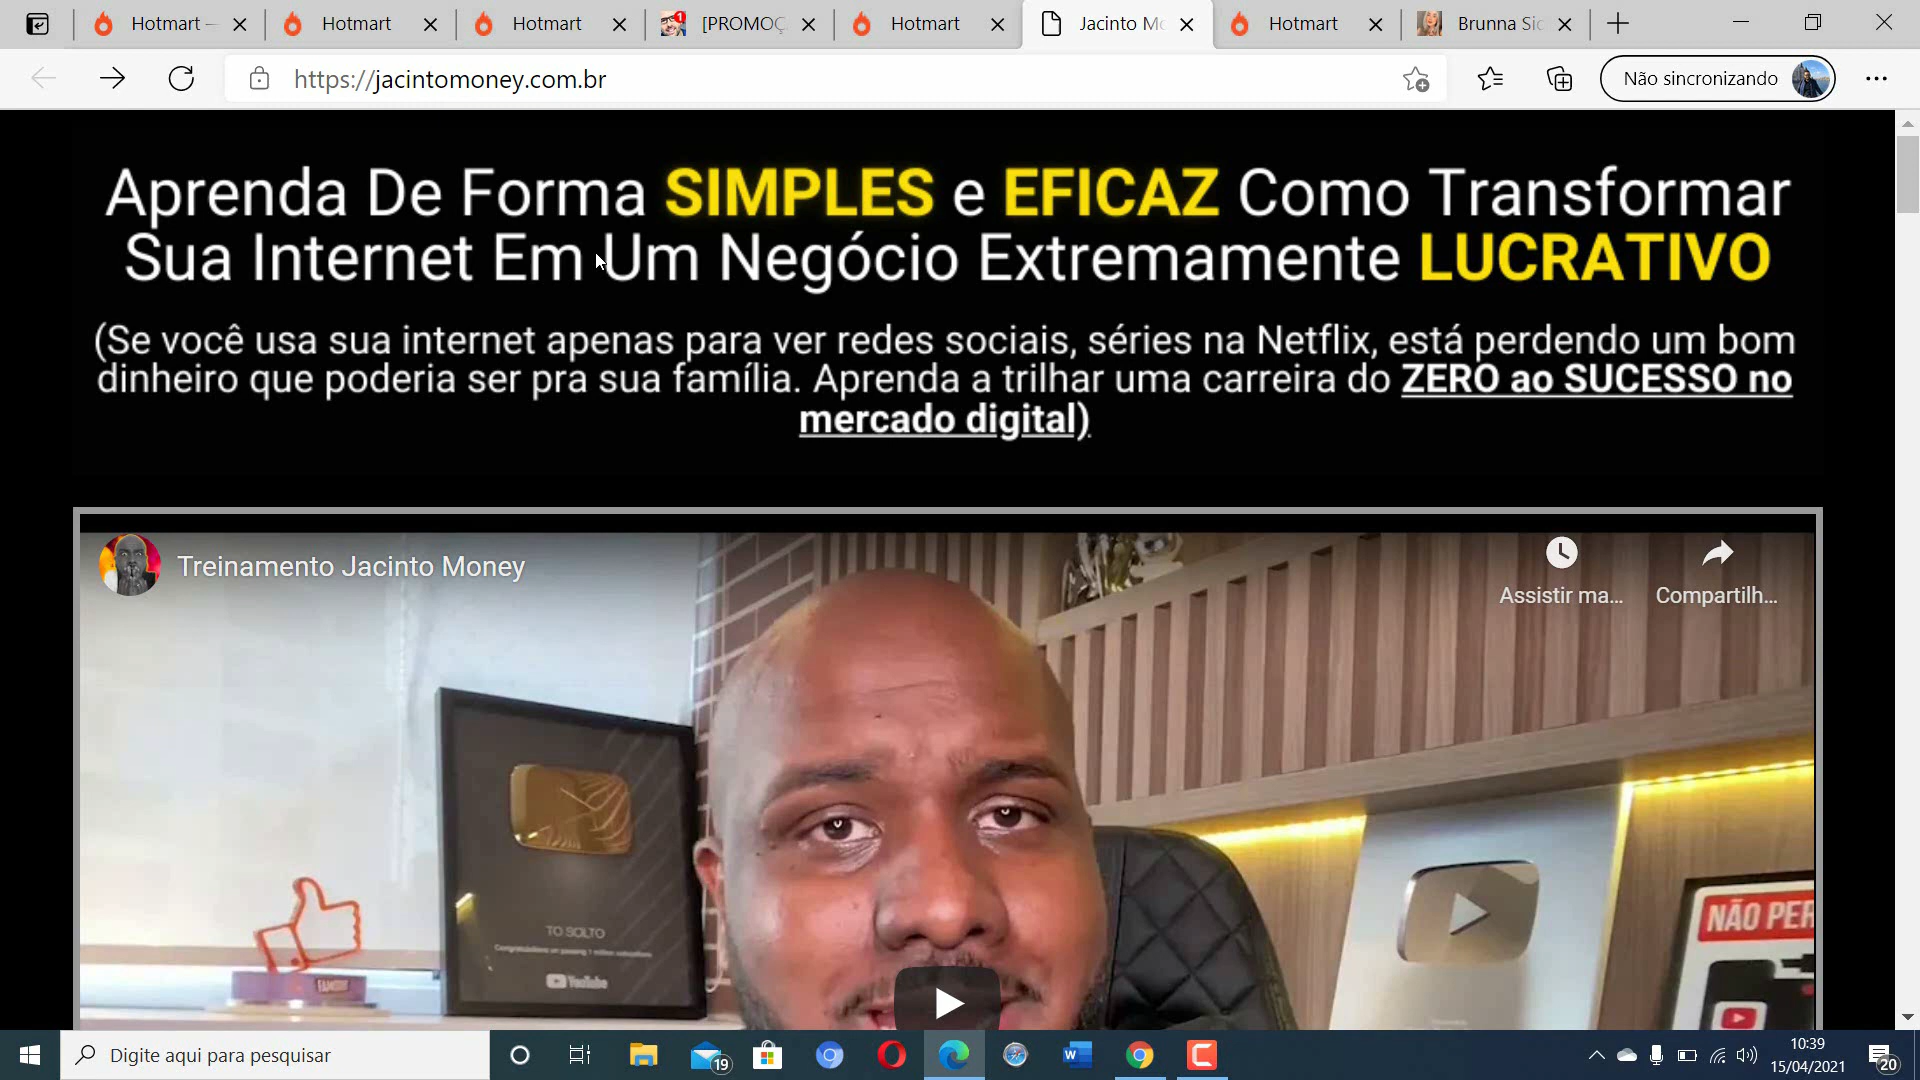 Hotmart –
Hotmart
Hotmart
[PROMOÇ
Hotmart
Jacinto Mo
Hotmart
Brunna Sic
https://jacintomoney.com.br
Não sincronizando
Aprenda De Forma SIMPLES e EFICAZ Como Transformar
Sua Internet Em Um Negócio Extremamente LUCRATIVO
(Se você usa sua internet apenas para ver redes sociais, séries na Netflix, está perdendo um bom
dinheiro que poderia ser pra sua família. Aprenda a trilhar uma carreira do ZERO ao SUCESSO no
mercado digital)
Treinamento Jacinto Money
Assistir ma...
Compartilh...
NÃO PER
TO SOLTO
YouTube
Digite aqui para pesquisar
19
10:39
15/04/2021
20